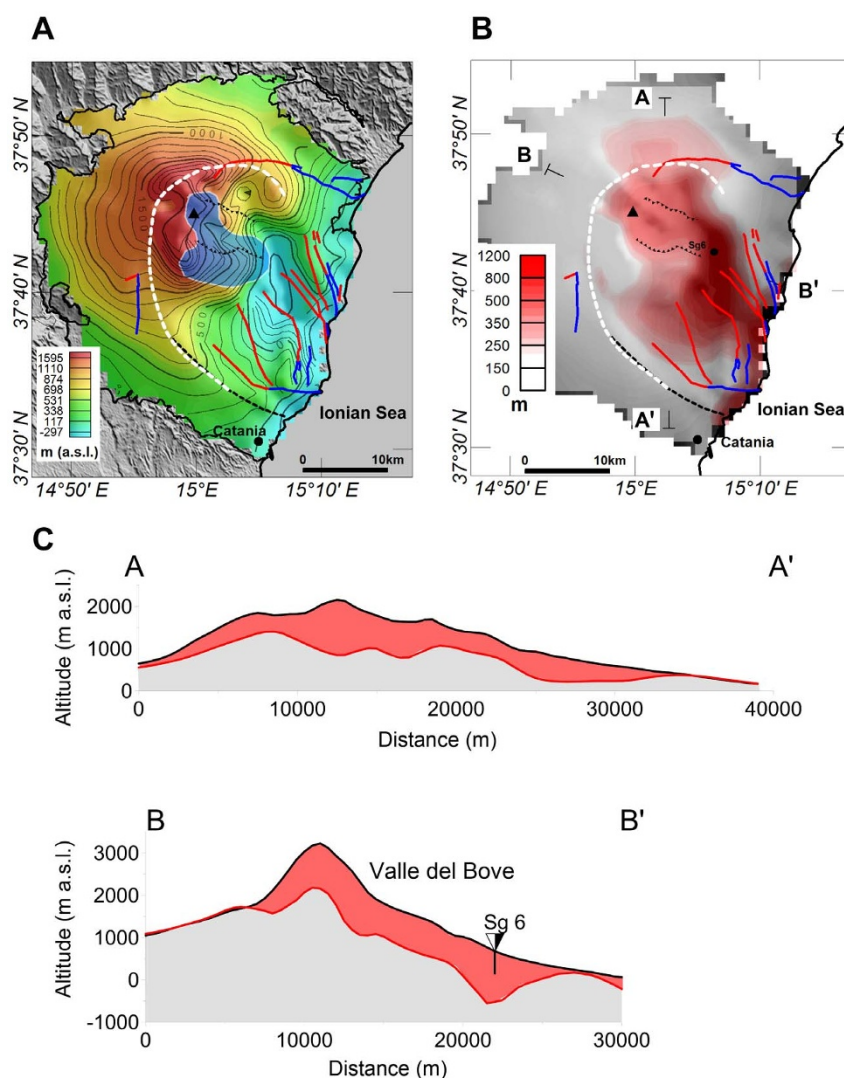 A
B
37°50' N
37°40' N
37°30' N
1000
500
1595
1110
874
698
531
338
117
-297
m (a.s.l.)
Ionian Sea
Catania
0 10km
14°50' E 15°E 15°10' E
37°50' N
37°40' N
37°30' N
A
B
Sg6
B'
1200
800
500
350
250
150
0
m
A'
Ionian Sea
Catania
0 10km
14°50' E 15°E 15°10' E
C
A A'
Altitude (m a.s.l.)
2000
1000
0
0 10000 20000 30000 40000
Distance (m)
B B'
Altitude (m a.s.l.)
3000
2000
1000
0
-1000
Valle del Bove
Sg 6
0 10000 20000 30000
Distance (m)